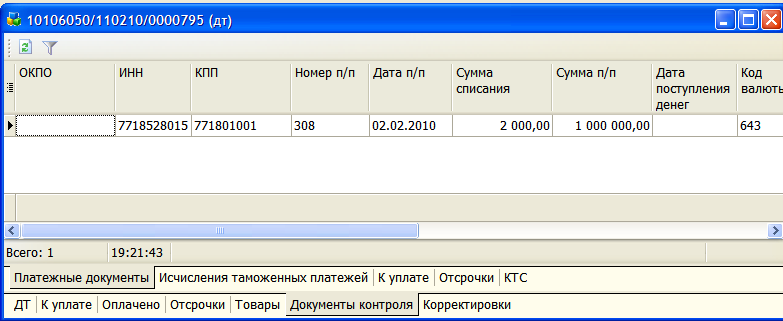 10106050/110210/0000795 (дт)
ОКПО ИНН КПП Номер п/п Дата п/п Сумма списания Сумма п/п Дата поступления денег Код валюты
7718528015 771801001 308 02.02.2010 2 000,00 1 000 000,00 643
Всего: 1 19:21:43
Платежные документы Исчисления таможенных платежей К уплате Отсрочки КТС
ДТ К уплате Оплачено Отсрочки Товары Документы контроля Корректировки